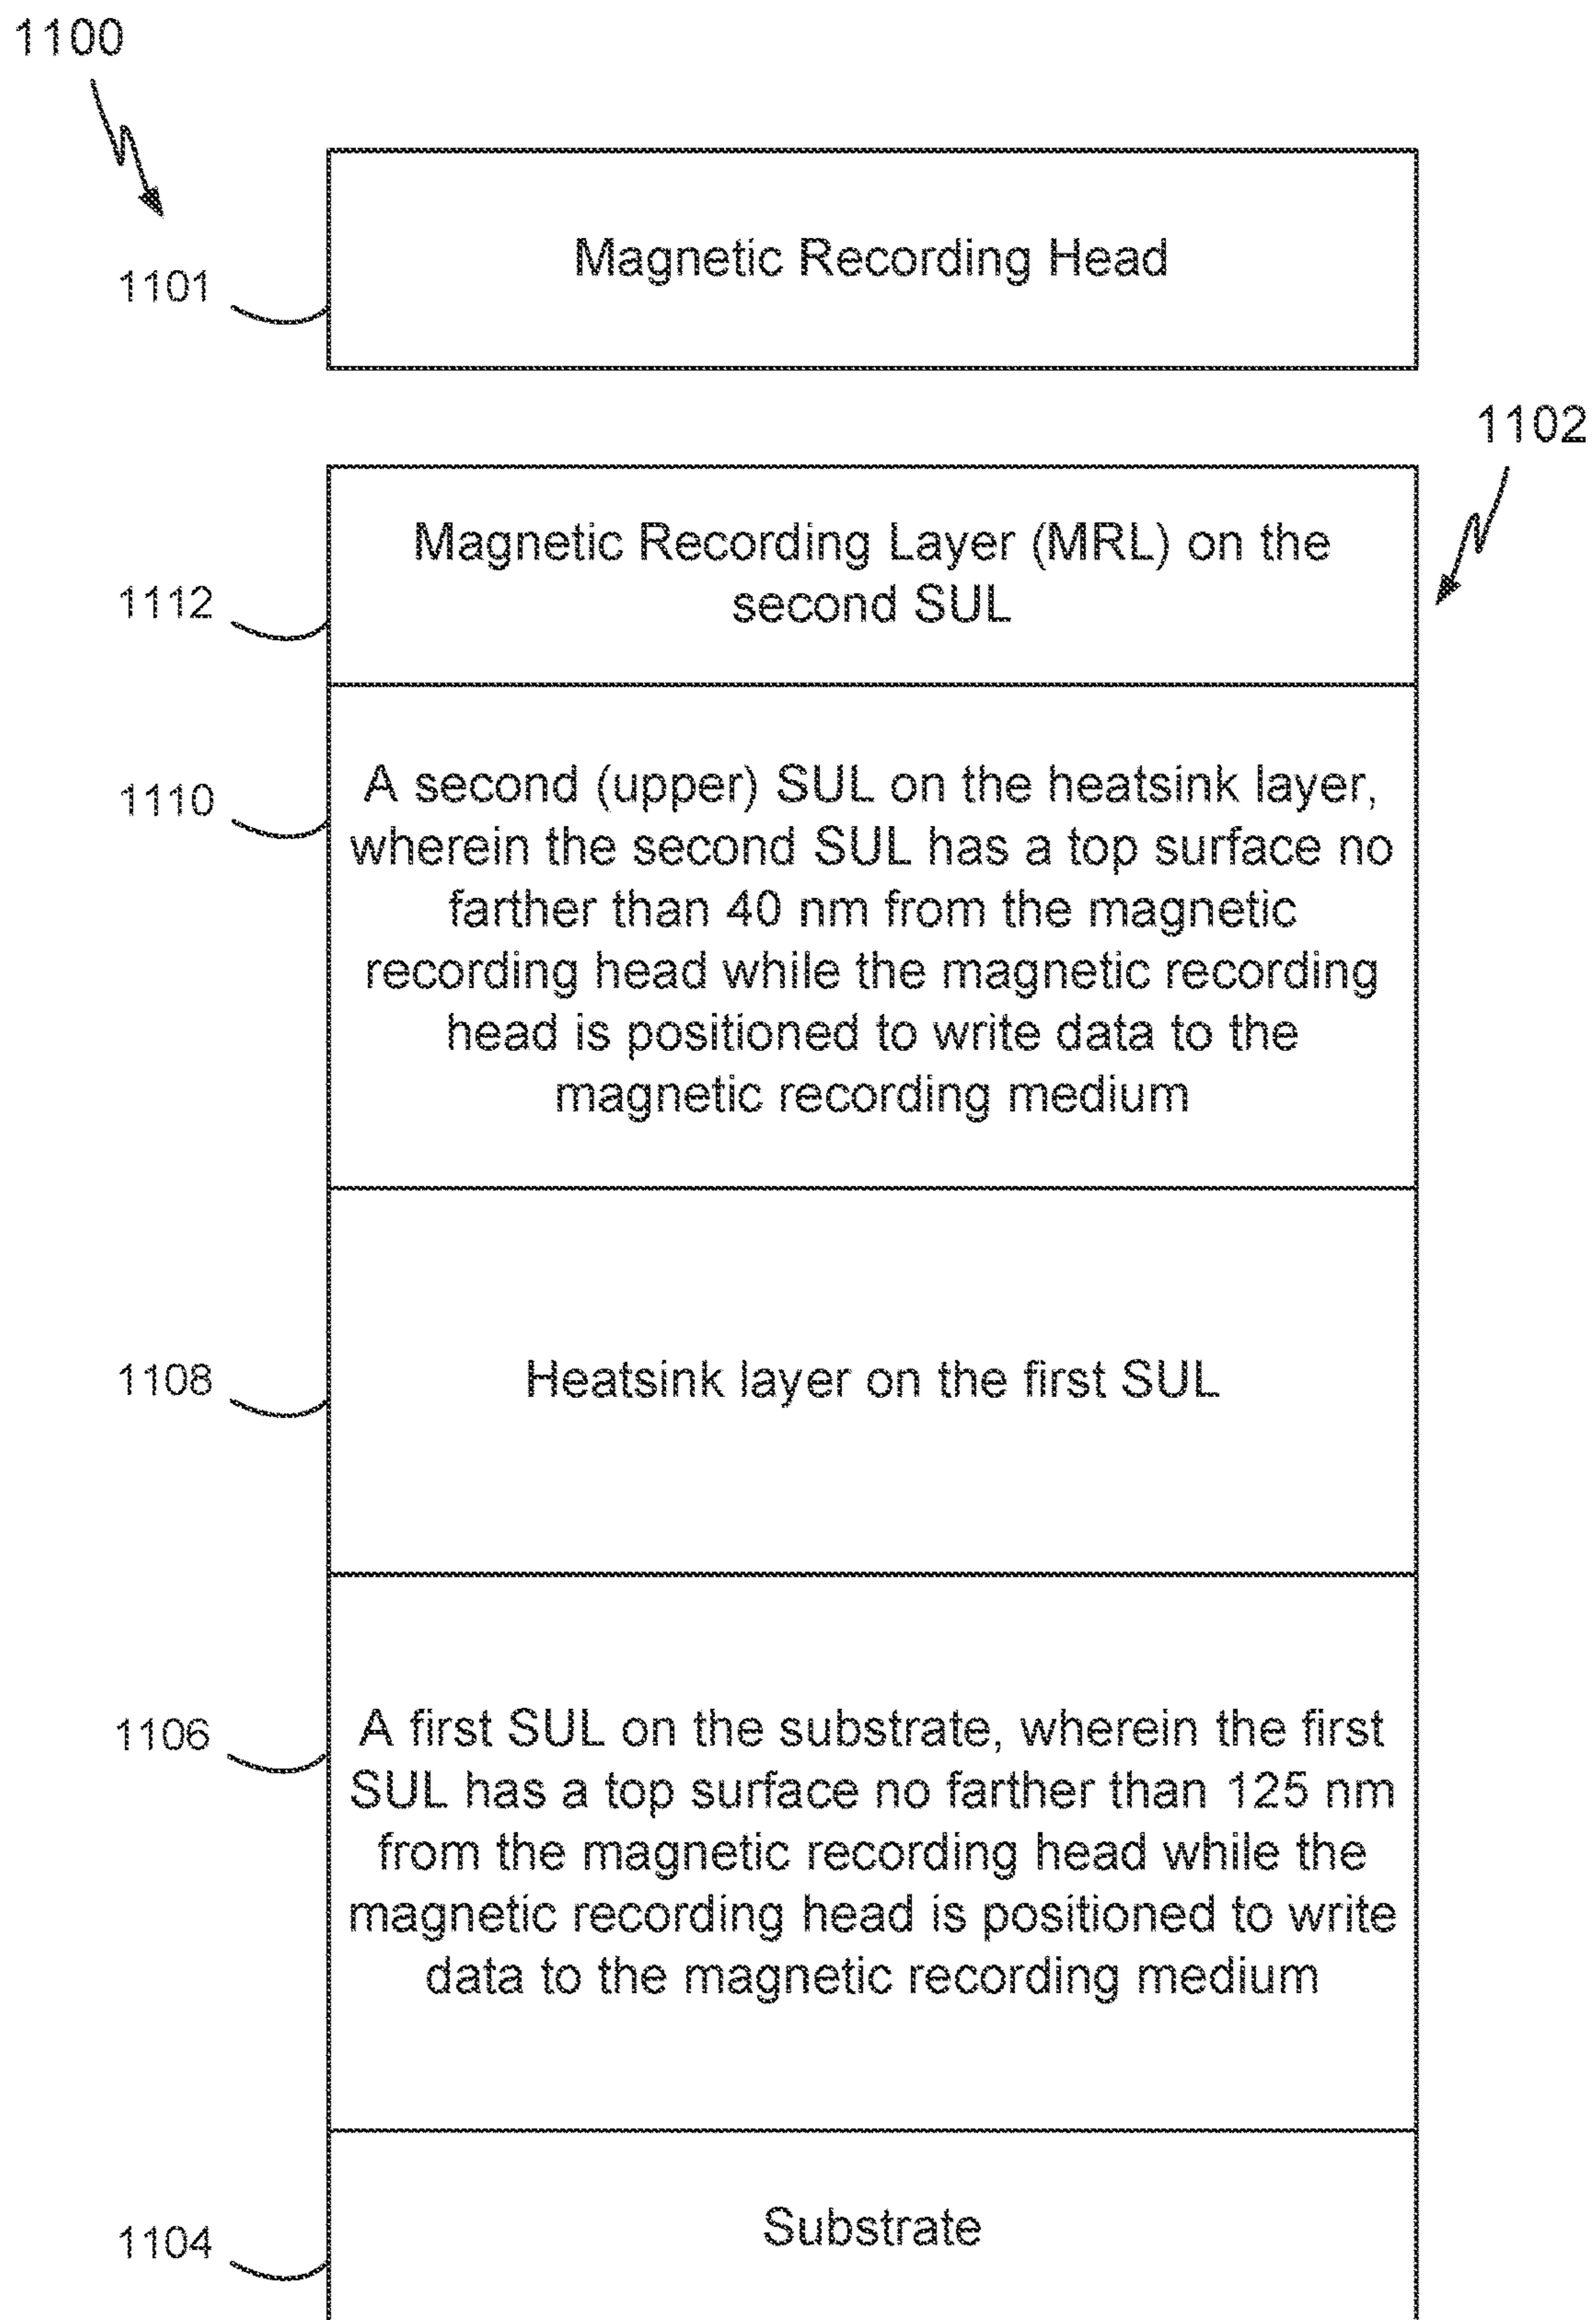 1100
1101
Magnetic Recording Head
1102
1112
Magnetic Recording Layer (MRL) on the
second SUL
1110
A second (upper) SUL on the heatsink layer,
wherein the second SUL has a top surface no
farther than 40 nm from the magnetic
recording head while the magnetic recording
head is positioned to write data to the
magnetic recording medium
1108
Heatsink layer on the first SUL
1106
A first SUL on the substrate, wherein the first
SUL has a top surface no farther than 125 nm
from the magnetic recording head while the
magnetic recording head is positioned to write
data to the magnetic recording medium
1104
Substrate